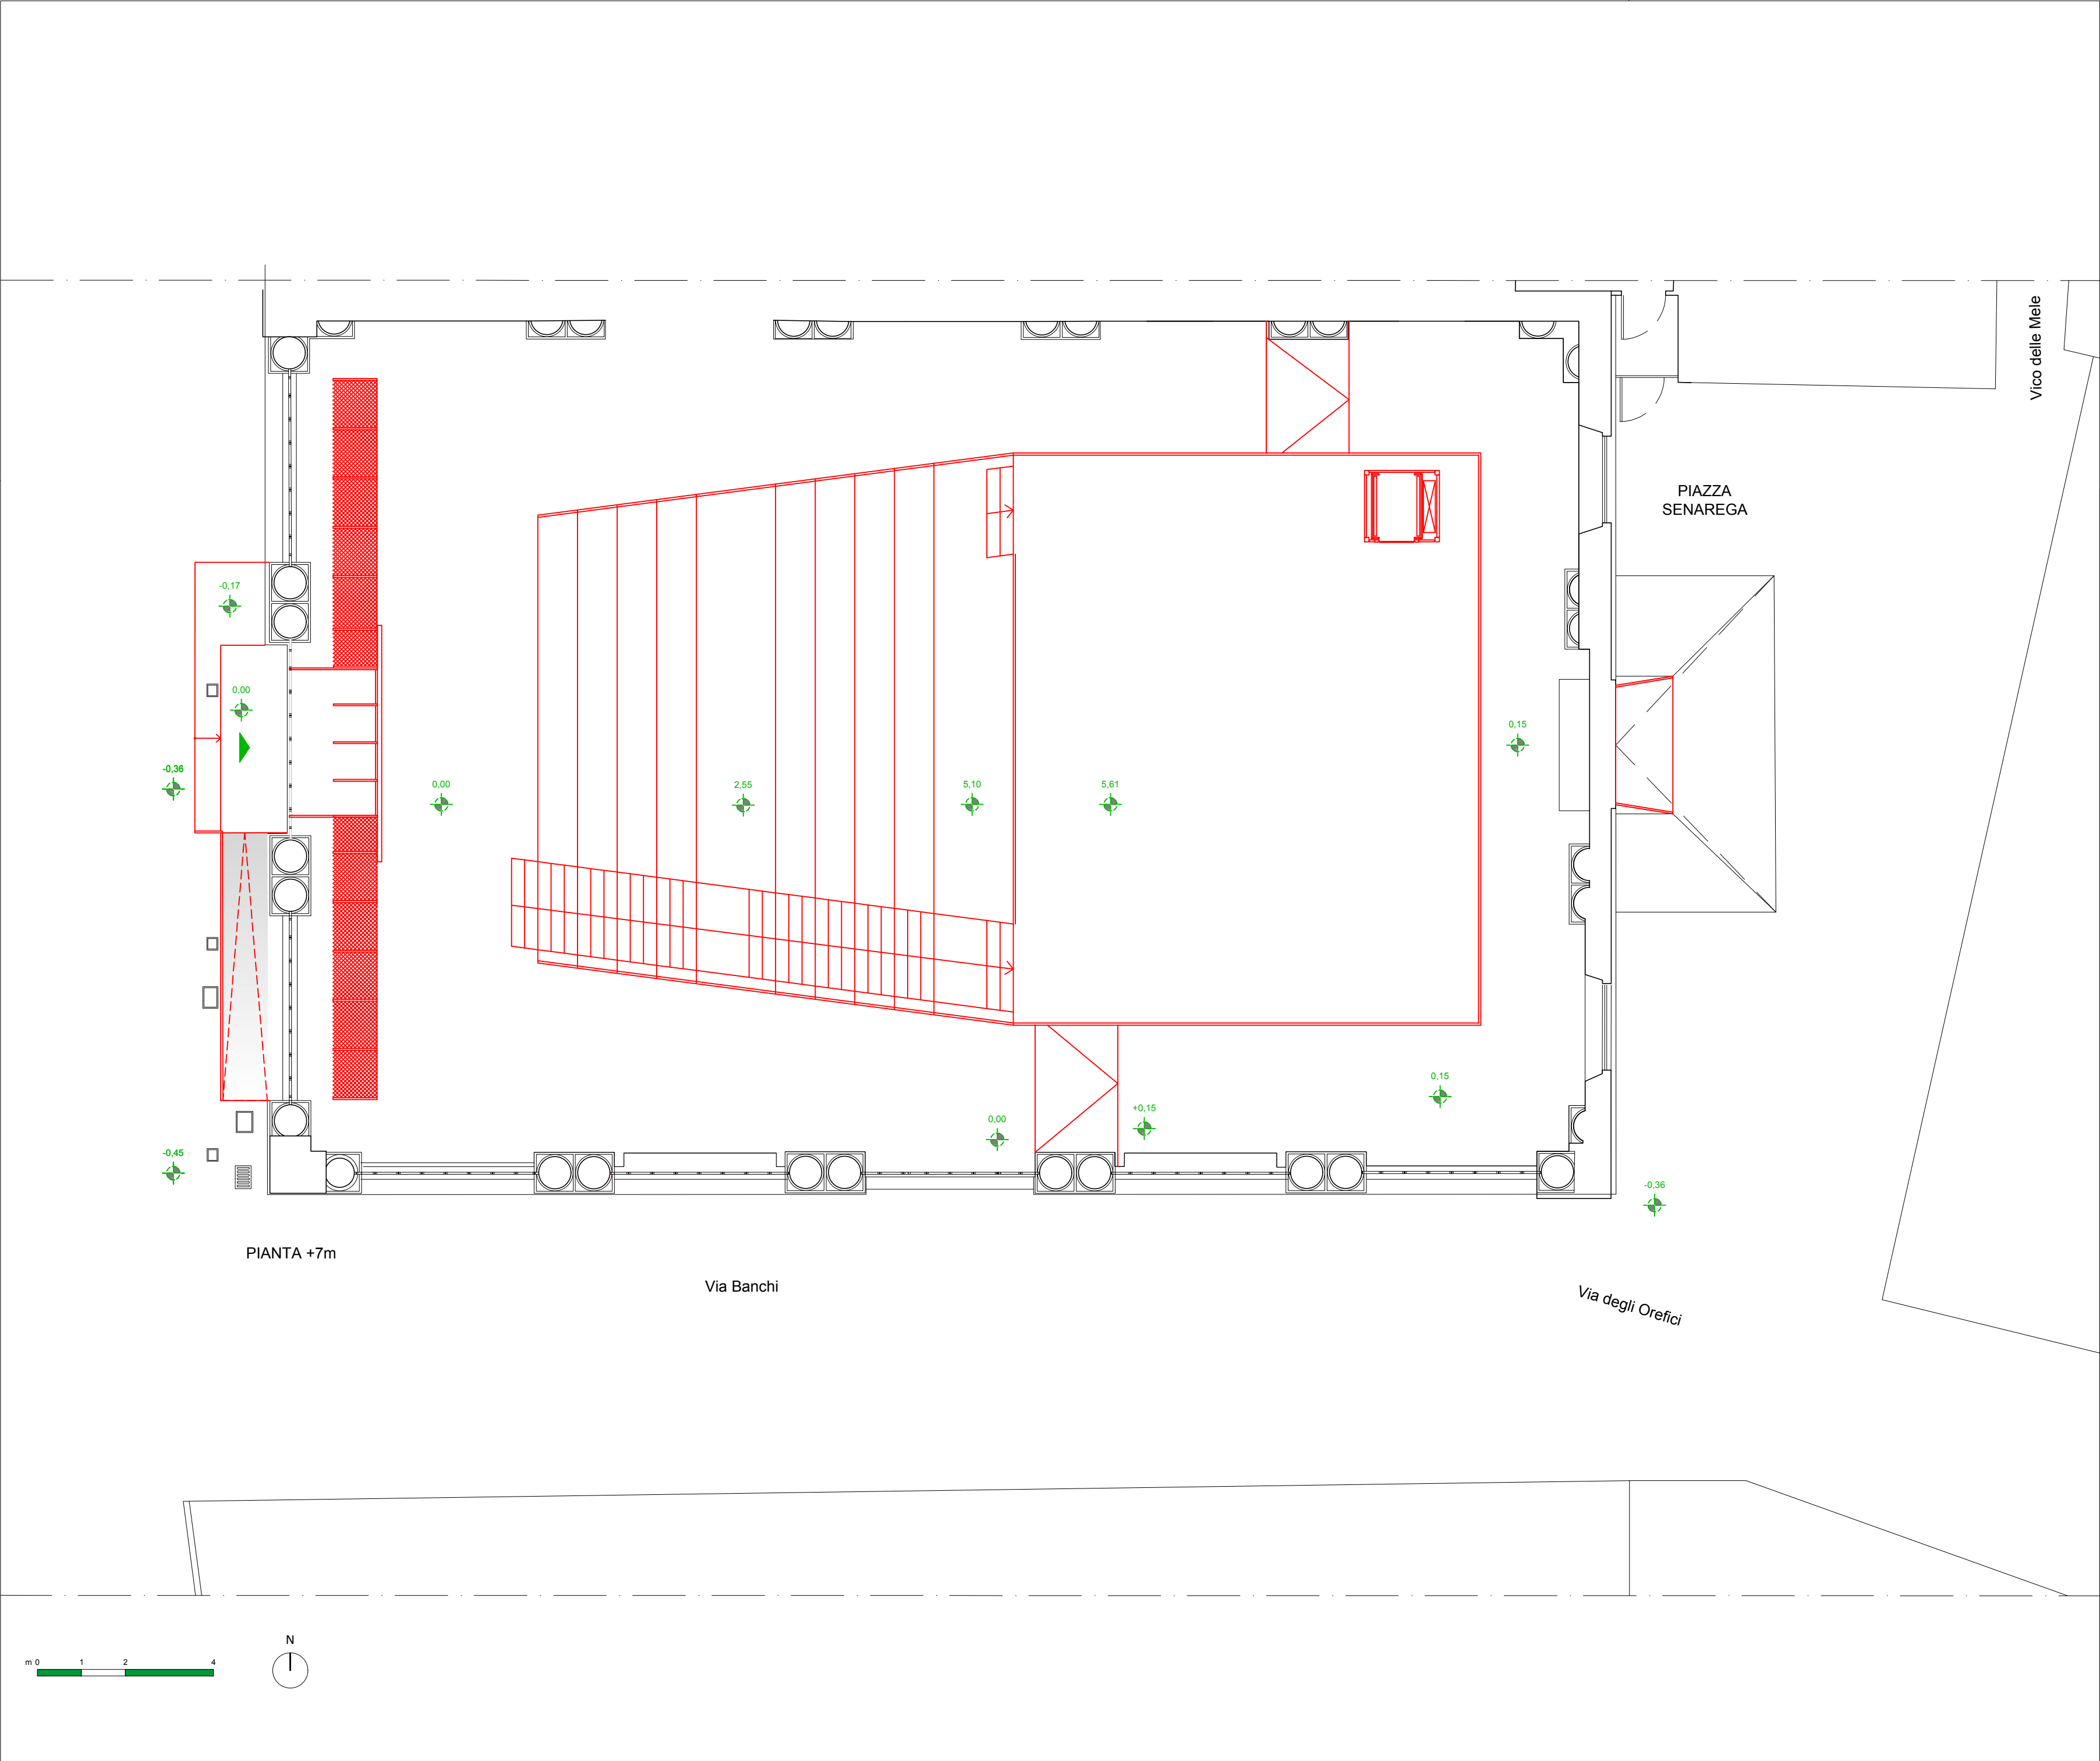 Vico delle Mele
PIAZZA
SENAREGA
-0,17
0,00
-0,36
0,00
2,55
5,10
5,61
0,15
0,15
+0,15
0,00
-0,45
-0,36
PIANTA +7m
Via Banchi
Via degli Orefici
N
m 0 1 2 4